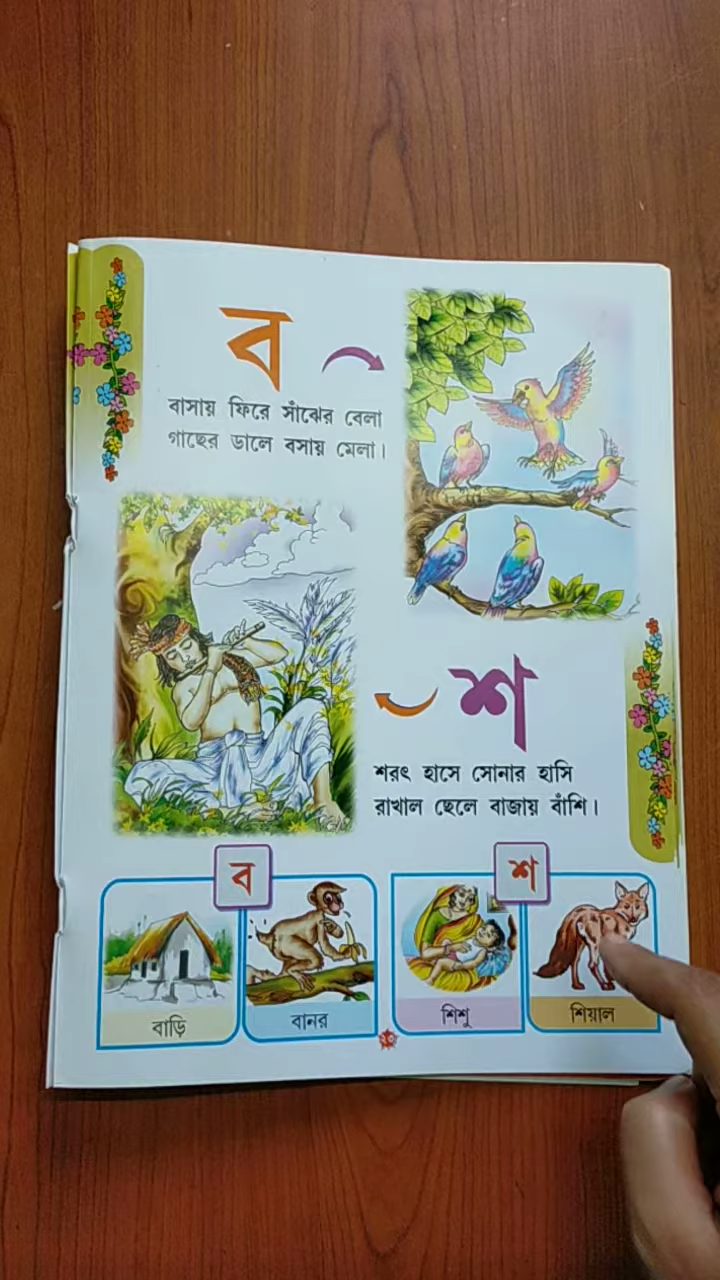 ব
বাসায় ফিরে সাঁঝের বেলা
গাছের ডালে বসায় মেলা।
শ
শরৎ হাসে সোনার হাসি
রাখাল ছেলে বাজায় বাঁশি।
ব
শ
বাড়ি
বানর
শিশু
শিয়াল